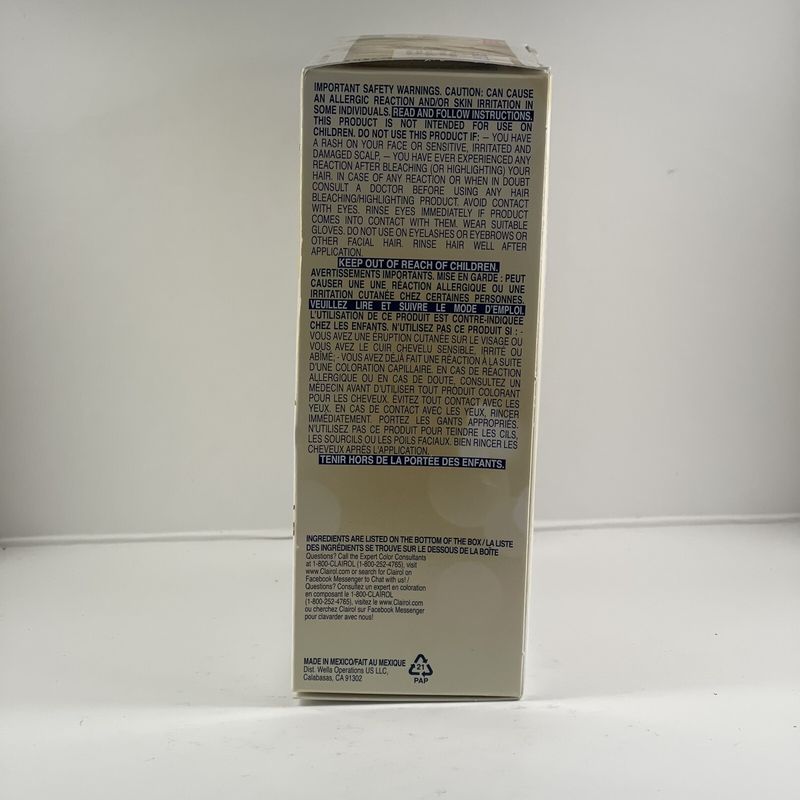 IMPORTANT SAFETY WARNINGS. CAUTION: CAN CAUSE
AN ALLERGIC REACTION AND/OR SKIN IRRITATION IN
SOME INDIVIDUALS. READ AND FOLLOW INSTRUCTIONS.
THIS PRODUCT IS NOT INTENDED FOR USE ON
CHILDREN. DO NOT USE THIS PRODUCT IF: – YOU HAVE
A RASH ON YOUR FACE OR SENSITIVE, IRRITATED AND
DAMAGED SCALP, – YOU HAVE EVER EXPERIENCED ANY
REACTION AFTER BLEACHING (OR HIGHLIGHTING) YOUR
HAIR. IN CASE OF ANY REACTION OR WHEN IN DOUBT
CONSULT A DOCTOR BEFORE USING ANY HAIR
BLEACHING/HIGHLIGHTING PRODUCT. AVOID CONTACT
WITH EYES. RINSE EYES IMMEDIATELY IF PRODUCT
COMES INTO CONTACT WITH THEM. WEAR SUITABLE
GLOVES. DO NOT USE ON EYELASHES OR EYEBROWS OR
OTHER FACIAL HAIR. RINSE HAIR WELL AFTER
APPLICATION.
KEEP OUT OF REACH OF CHILDREN.
AVERTISSEMENTS IMPORTANTS. MISE EN GARDE : PEUT
CAUSER UNE UNE RÉACTION ALLERGIQUE OU UNE
IRRITATION CUTANÉE CHEZ CERTAINES PERSONNES.
VEUILLEZ LIRE ET SUIVRE LE MODE D'EMPLOI.
L'UTILISATION DE CE PRODUIT EST CONTRE-INDIQUÉE
CHEZ LES ENFANTS. N'UTILISEZ PAS CE PRODUIT SI : -
VOUS AVEZ UNE ÉRUPTION CUTANÉE SUR LE VISAGE OU
VOUS AVEZ LE CUIR CHEVELU SENSIBLE, IRRITÉ OU
ABÎMÉ; - VOUS AVEZ DÉJÀ FAIT UNE RÉACTION À LA SUITE
D'UNE COLORATION CAPILLAIRE. EN CAS DE RÉACTION
ALLERGIQUE OU EN CAS DE DOUTE, CONSULTEZ UN
MÉDECIN AVANT D'UTILISER TOUT PRODUIT COLORANT
POUR LES CHEVEUX. ÉVITEZ TOUT CONTACT AVEC LES
YEUX. EN CAS DE CONTACT AVEC LES YEUX, RINCER
IMMÉDIATEMENT. PORTEZ LES GANTS APPROPRIÉS.
N'UTILISEZ PAS CE PRODUIT POUR TEINDRE LES CILS,
LES SOURCILS OU LES POILS FACIAUX. BIEN RINCER LES
CHEVEUX APRÈS L'APPLICATION.
TENIR HORS DE LA PORTÉE DES ENFANTS.
INGREDIENTS ARE LISTED ON THE BOTTOM OF THE BOX / LA LISTE
DES INGRÉDIENTS SE TROUVE SUR LE DESSOUS DE LA BOÎTE
Questions? Call the Expert Color Consultants
at 1-800-CLAIROL (1-800-252-4765), visit
www.Clairol.com or search for Clairol on
Facebook Messenger to Chat with us! /
Questions? Consultez un expert en coloration
en composant le 1-800-CLAIROL
(1-800-252-4765), visitez le www.Clairol.com
ou cherchez Clairol sur Facebook Messenger
pour clavarder avec nous!
MADE IN MEXICO/FAIT AU MEXIQUE
Dist. Wella Operations US LLC,
Calabasas, CA 91302
21
PAP